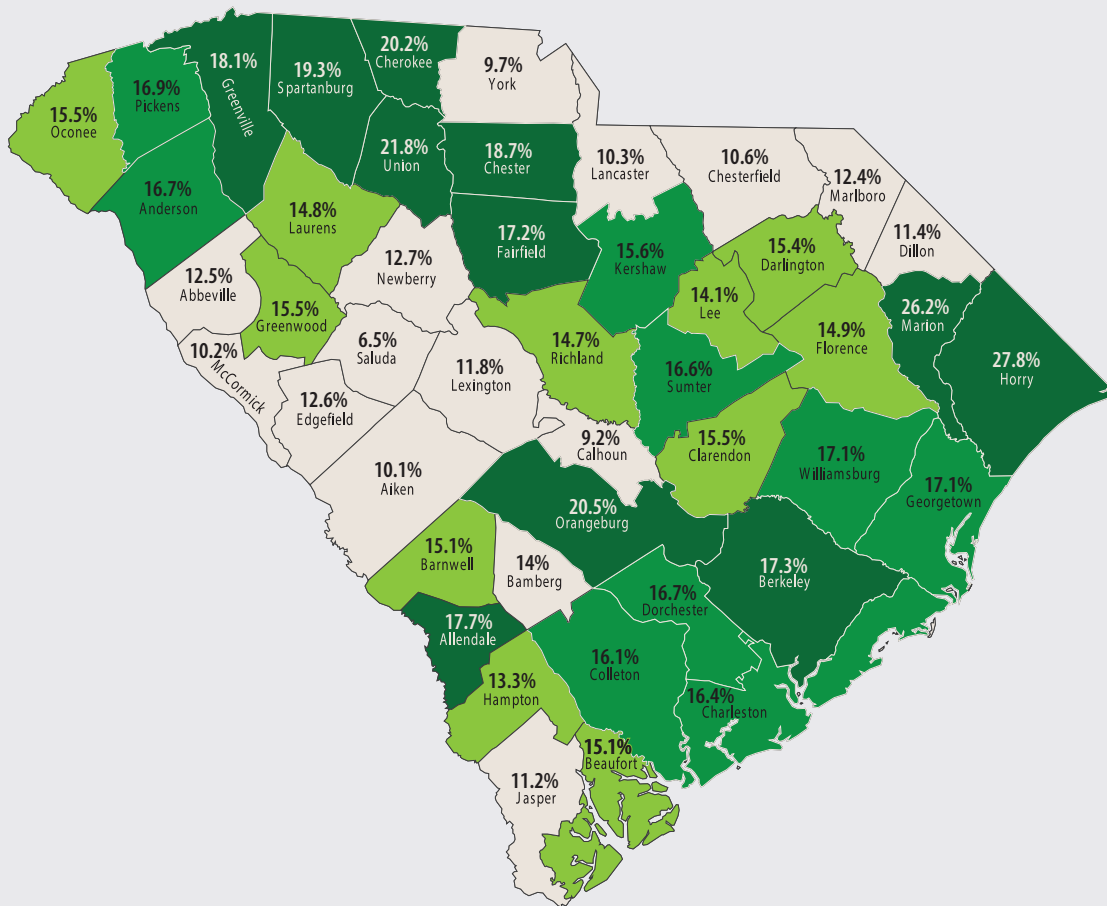 20.2%
Cherokee
18.1%
Greenville
19.3%
Spartanburg
9.7%
York
16.9%
Pickens
15.5%
Oconee
21.8%
Union
18.7%
Chester
10.3%
Lancaster
10.6%
Chesterfield
12.4%
Marlboro
16.7%
Anderson
14.8%
Laurens
11.4%
Dillon
17.2%
Fairfield
15.6%
Kershaw
15.4%
Darlington
12.7%
Newberry
12.5%
Abbeville
15.5%
Greenwood
14.1%
Lee
26.2%
Marion
14.9%
Florence
6.5%
Saluda
14.7%
Richland
10.2%
McCormick
11.8%
Lexington
16.6%
Sumter
27.8%
Horry
12.6%
Edgefield
9.2%
Calhoun
15.5%
Clarendon
17.1%
Williamsburg
10.1%
Aiken
17.1%
Georgetown
20.5%
Orangeburg
15.1%
Barnwell
14%
Bamberg
17.3%
Berkeley
16.7%
Dorchester
17.7%
Allendale
16.1%
Colleton
13.3%
Hampton
16.4%
Charleston
15.1%
Beaufort
11.2%
Jasper